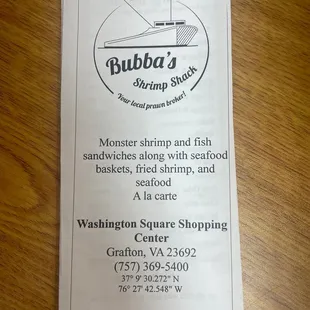 Bubba's
Shrimp Shack
Your local prawn broker!
Monster shrimp and fish
sandwiches along with seafood
baskets, fried shrimp, and
seafood
A la carte
Washington Square Shopping
Center
Grafton, VA 23692
(757) 369-5400
37° 9' 30.272" N
76° 27' 42.548" W